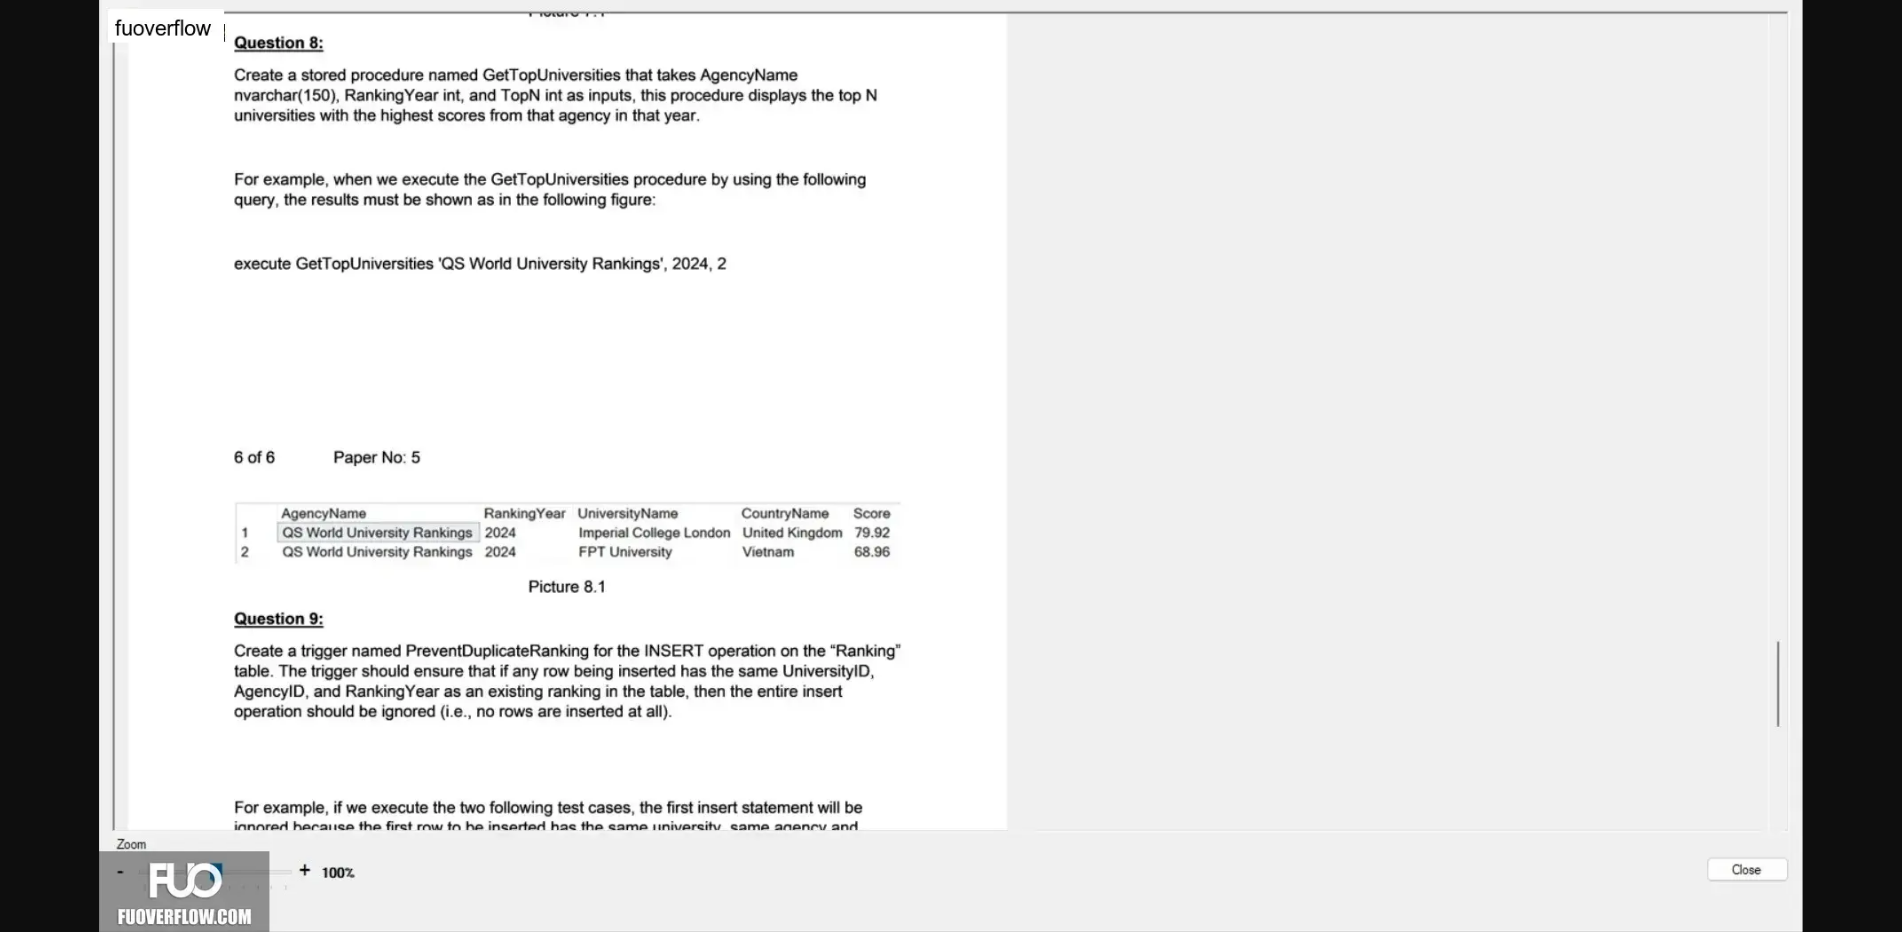 fuoverflow
Question 8:
Create a stored procedure named GetTopUniversities that takes AgencyName
nvarchar(150), RankingYear int, and TopN int as inputs, this procedure displays the top N
universities with the highest scores from that agency in that year.
For example, when we execute the GetTopUniversities procedure by using the following
query, the results must be shown as in the following figure:
execute GetTopUniversities 'QS World University Rankings', 2024, 2
6 of 6 Paper No: 5
AgencyName RankingYear UniversityName CountryName Score
1 QS World University Rankings 2024 Imperial College London United Kingdom 79.92
2 QS World University Rankings 2024 FPT University Vietnam 68.96
Picture 8.1
Question 9:
Create a trigger named PreventDuplicateRanking for the INSERT operation on the “Ranking”
table. The trigger should ensure that if any row being inserted has the same UniversityID,
AgencyID, and RankingYear as an existing ranking in the table, then the entire insert
operation should be ignored (i.e., no rows are inserted at all).
For example, if we execute the two following test cases, the first insert statement will be
ignored because the first row to be inserted has the same university, same agency and
Zoom
- + 100%
Close
FUO
FUOVERFLOW.COM